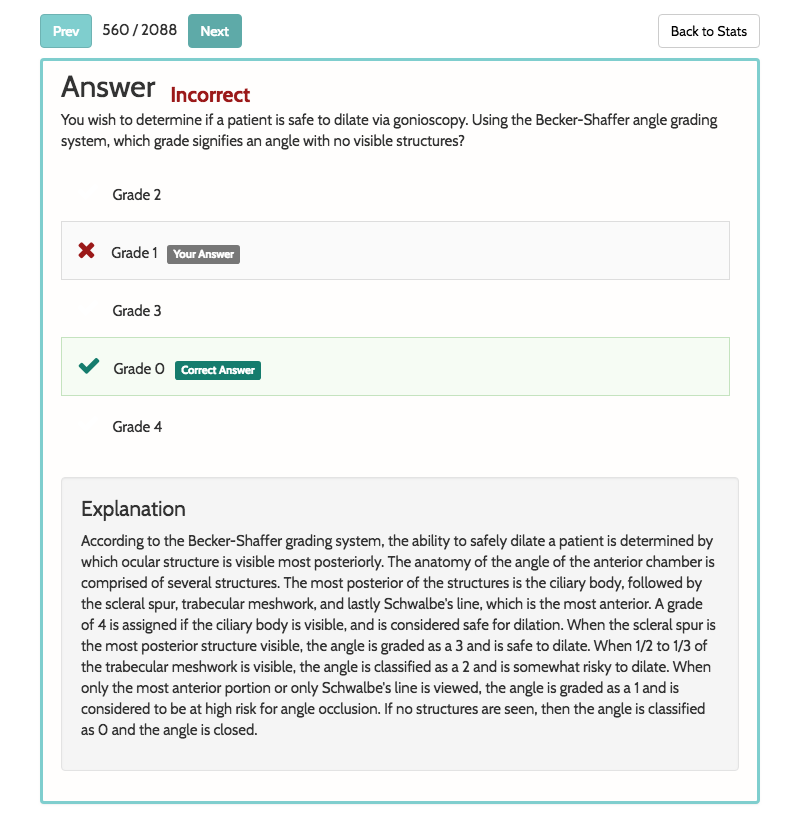 Prev 560 / 2088 Next Back to Stats
Answer Incorrect
You wish to determine if a patient is safe to dilate via gonioscopy. Using the Becker-Shaffer angle grading
system, which grade signifies an angle with no visible structures?
Grade 2
Grade 1 Your Answer
Grade 3
Grade 0 Correct Answer
Grade 4
Explanation
According to the Becker-Shaffer grading system, the ability to safely dilate a patient is determined by
which ocular structure is visible most posteriorly. The anatomy of the angle of the anterior chamber is
comprised of several structures. The most posterior of the structures is the ciliary body, followed by
the scleral spur, trabecular meshwork, and lastly Schwalbe's line, which is the most anterior. A grade
of 4 is assigned if the ciliary body is visible, and is considered safe for dilation. When the scleral spur is
the most posterior structure visible, the angle is graded as a 3 and is safe to dilate. When 1/2 to 1/3 of
the trabecular meshwork is visible, the angle is classified as a 2 and is somewhat risky to dilate. When
only the most anterior portion or only Schwalbe's line is viewed, the angle is graded as a 1 and is
considered to be at high risk for angle occlusion. If no structures are seen, then the angle is classified
as 0 and the angle is closed.